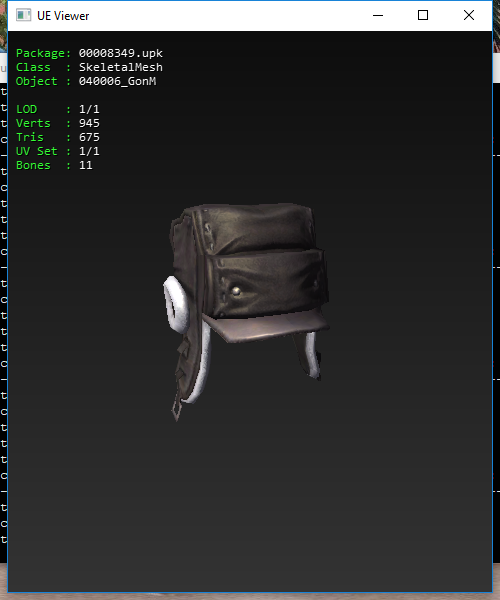 UE Viewer
Package: 00008349.upk
Class : SkeletalMesh
Object : 040006_GonM
LOD : 1/1
Verts : 945
Tris : 675
UV Set : 1/1
Bones : 11